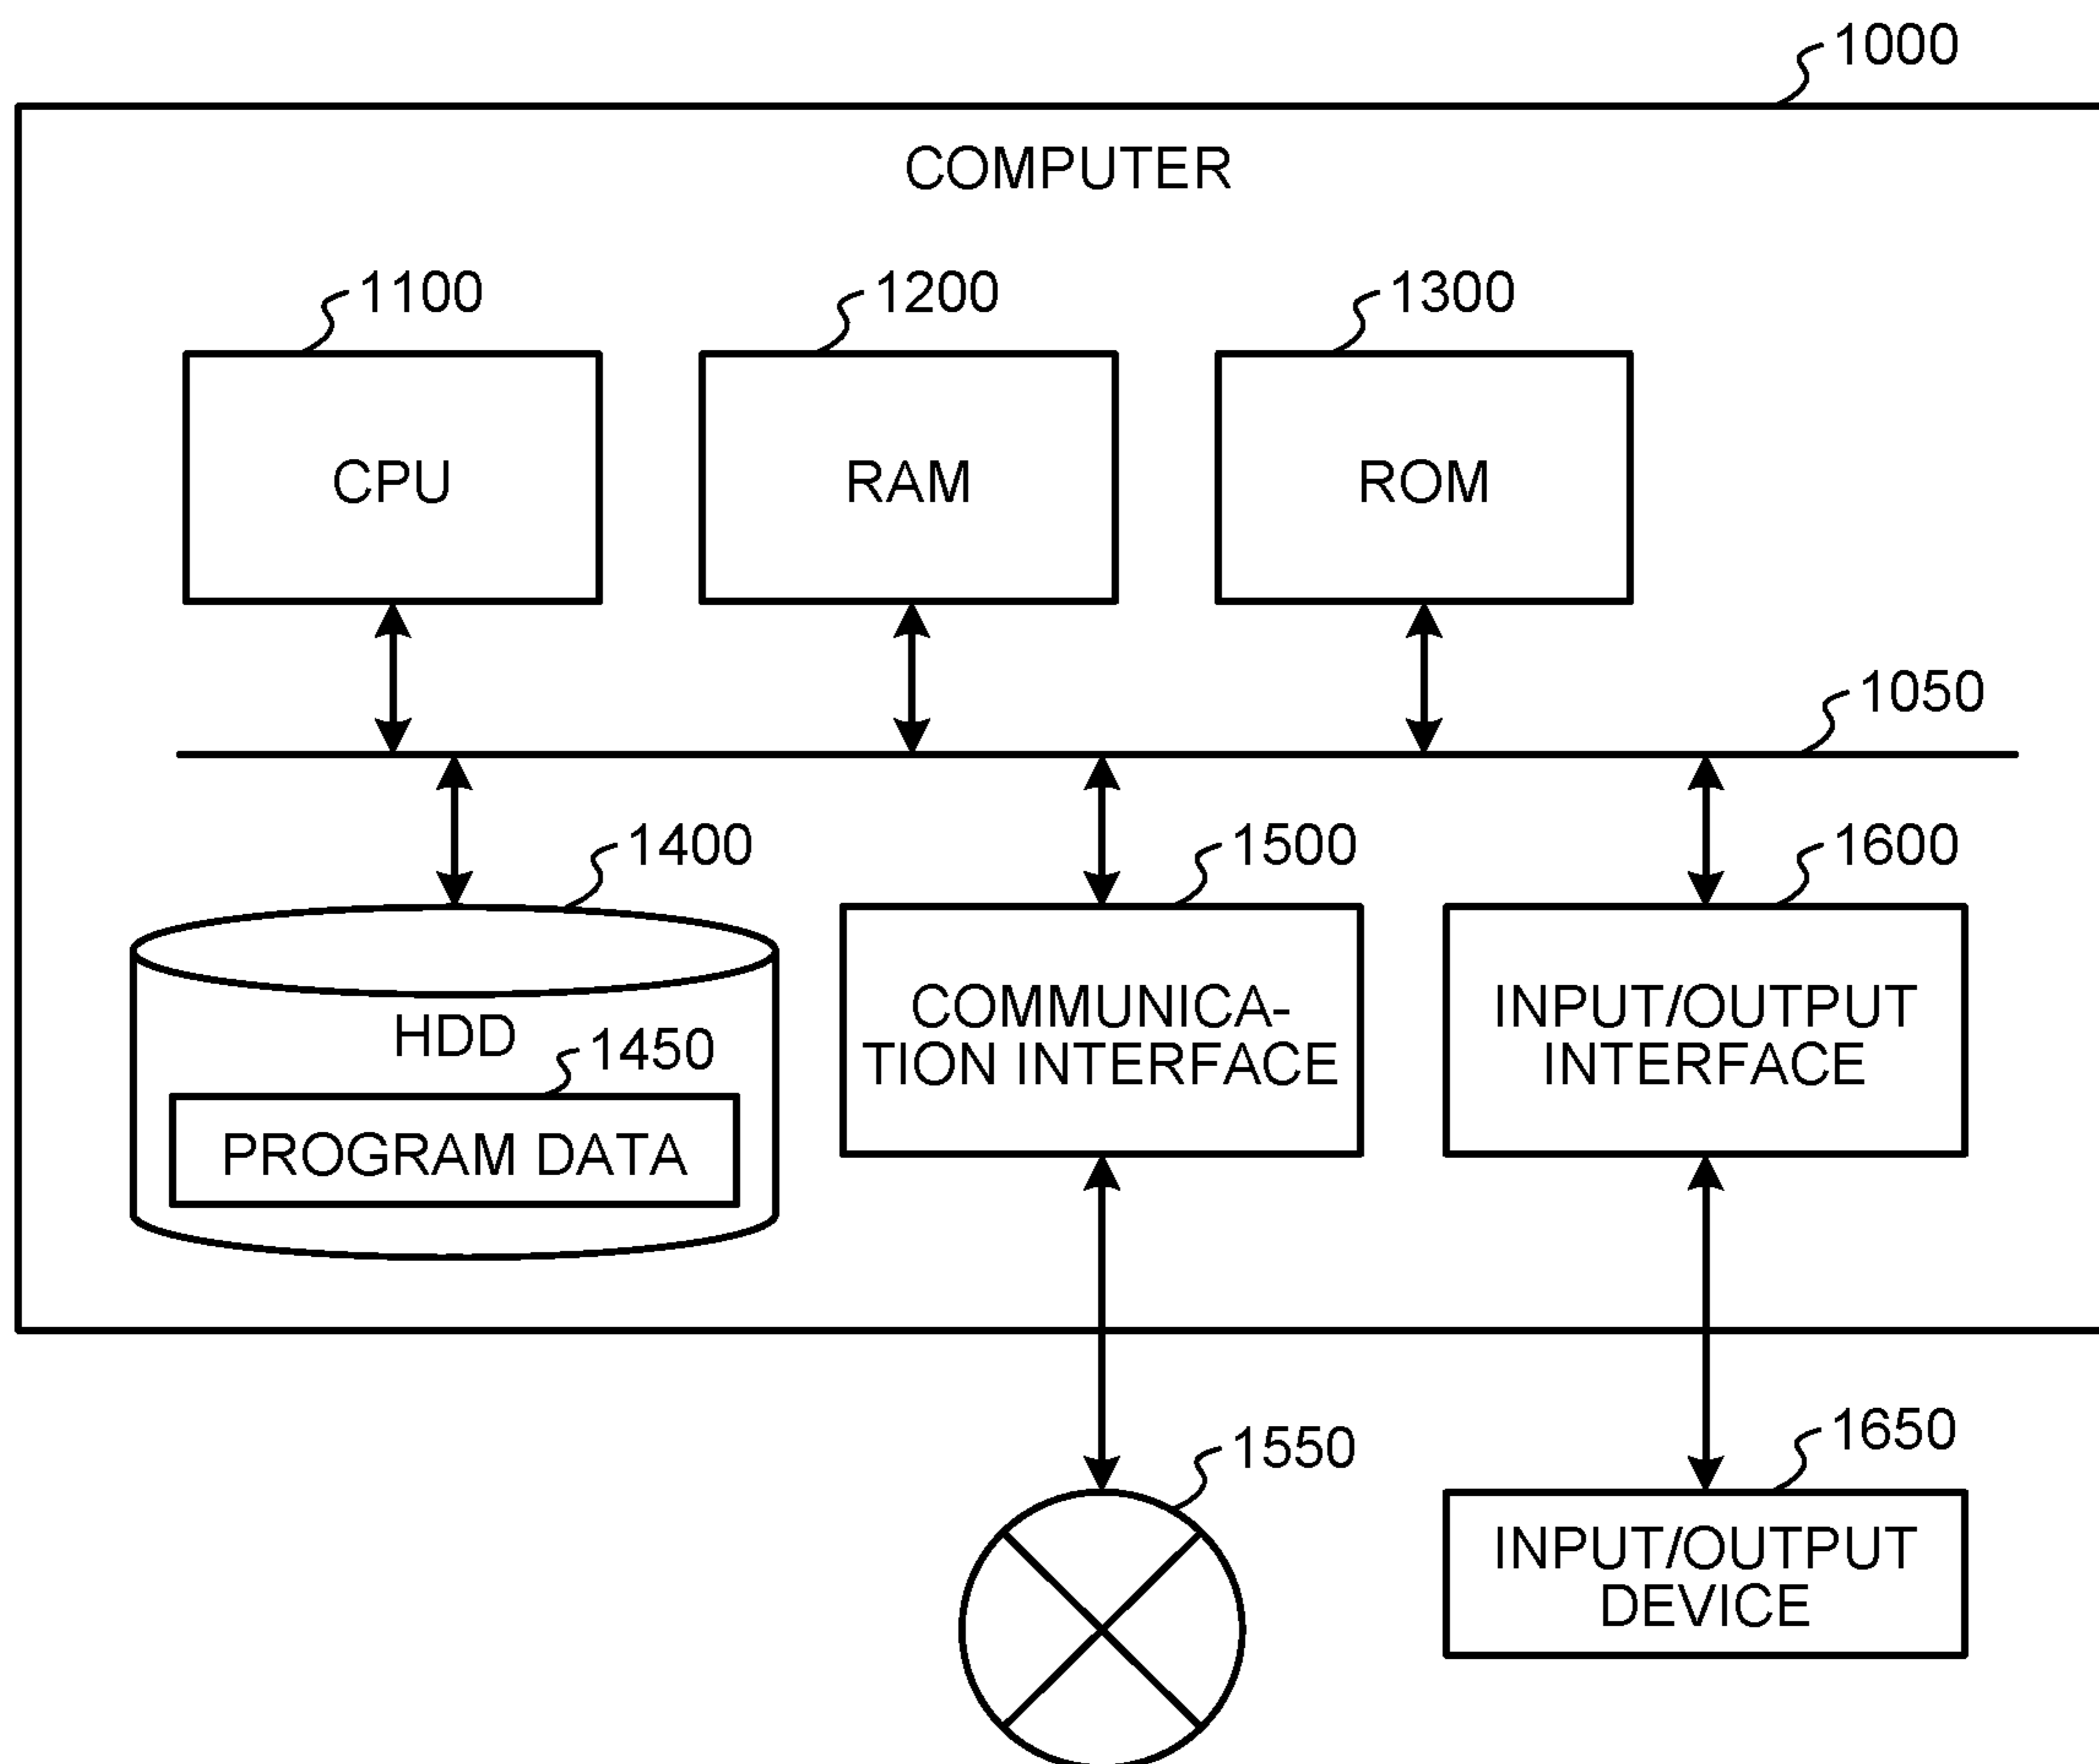 1000
COMPUTER
1100
1200
1300
CPU
RAM
ROM
1050
1400
1500
1600
HDD
1450
PROGRAM DATA
COMMUNICA-
TION INTERFACE
INPUT/OUTPUT
INTERFACE
1550
1650
INPUT/OUTPUT
DEVICE